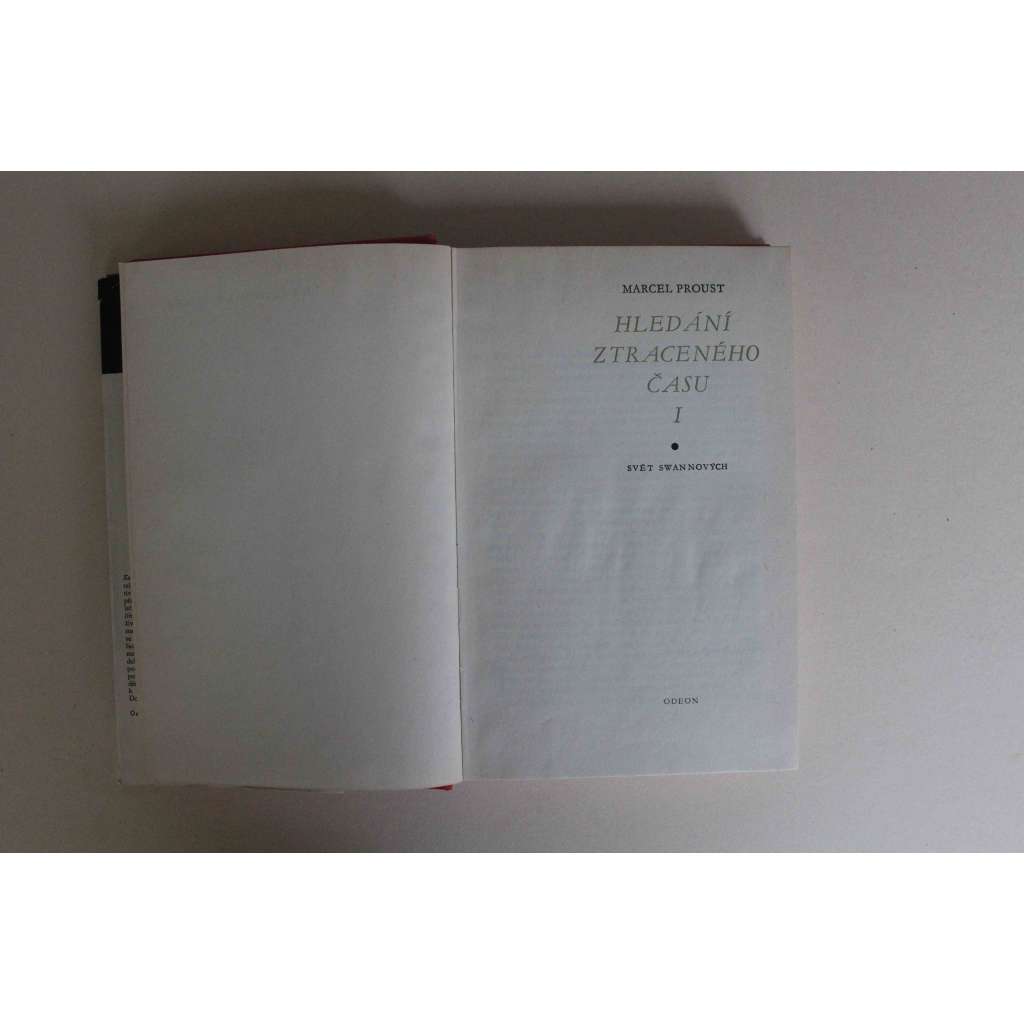 MARCEL PROUST
HLEDÁNÍ
ZTRACENÉHO
ČASU
I
SVĚT SWANNOVÝCH
ODEON